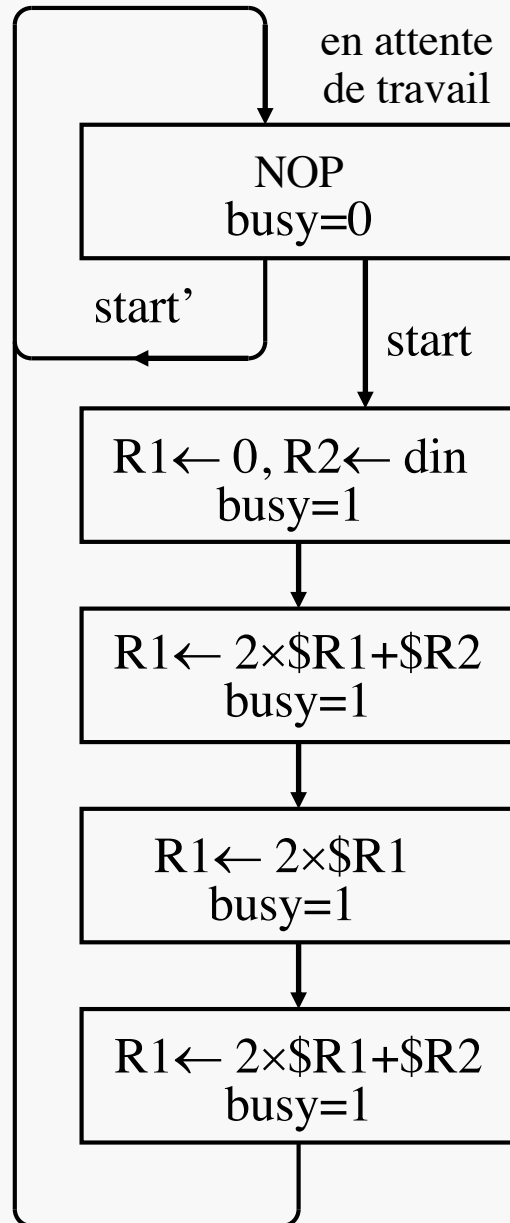 en attente
de travail
NOP
busy=0
start’
start
R1← 0, R2← din
busy=1
R1← 2×$R1+$R2
busy=1
R1← 2×$R1
busy=1
R1← 2×$R1+$R2
busy=1